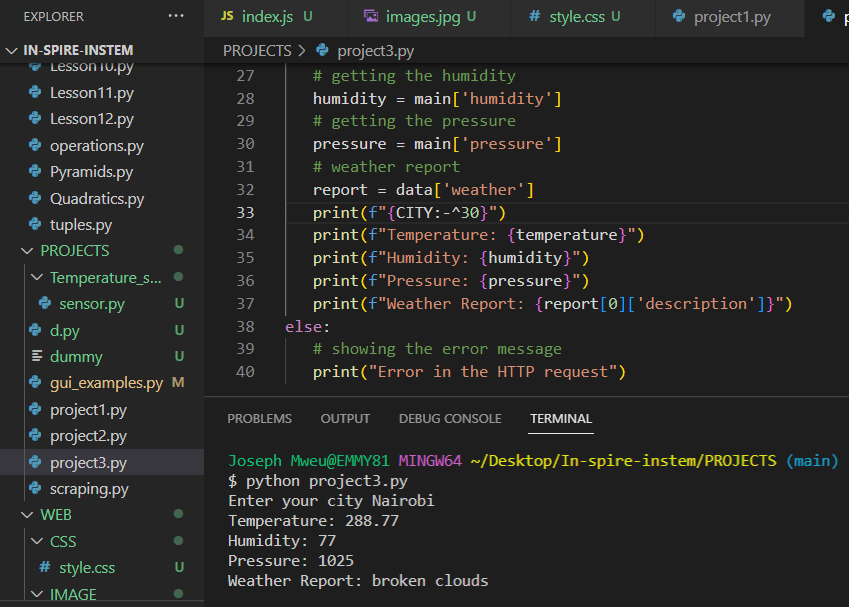 EXPLORER ...
IN-SPIRE-INSTEM
Lesson10.py
Lesson11.py
Lesson12.py
operations.py
Pyramids.py
Quadratics.py
tuples.py
PROJECTS
Temperature_s...
sensor.py U
d.py U
dummy U
gui_examples.py M
project1.py
project2.py
project3.py
scraping.py
WEB
CSS
# style.css U
IMAGE
JS index.js U
images.jpg U
# style.css U
project1.py
PROJECTS > project3.py
27 # getting the humidity
28 humidity = main['humidity']
29 # getting the pressure
30 pressure = main['pressure']
31 # weather report
32 report = data['weather']
33 print(f"{CITY:-^30}")
34 print(f"Temperature: {temperature}")
35 print(f"Humidity: {humidity}")
36 print(f"Pressure: {pressure}")
37 print(f"Weather Report: {report[0]['description']}")
38 else:
39 # showing the error message
40 print("Error in the HTTP request")
PROBLEMS OUTPUT DEBUG CONSOLE TERMINAL
Joseph Mweu@EMMY81 MINGW64 ~/Desktop/In-spire-instem/PROJECTS (main)
$ python project3.py
Enter your city Nairobi
Temperature: 288.77
Humidity: 77
Pressure: 1025
Weather Report: broken clouds